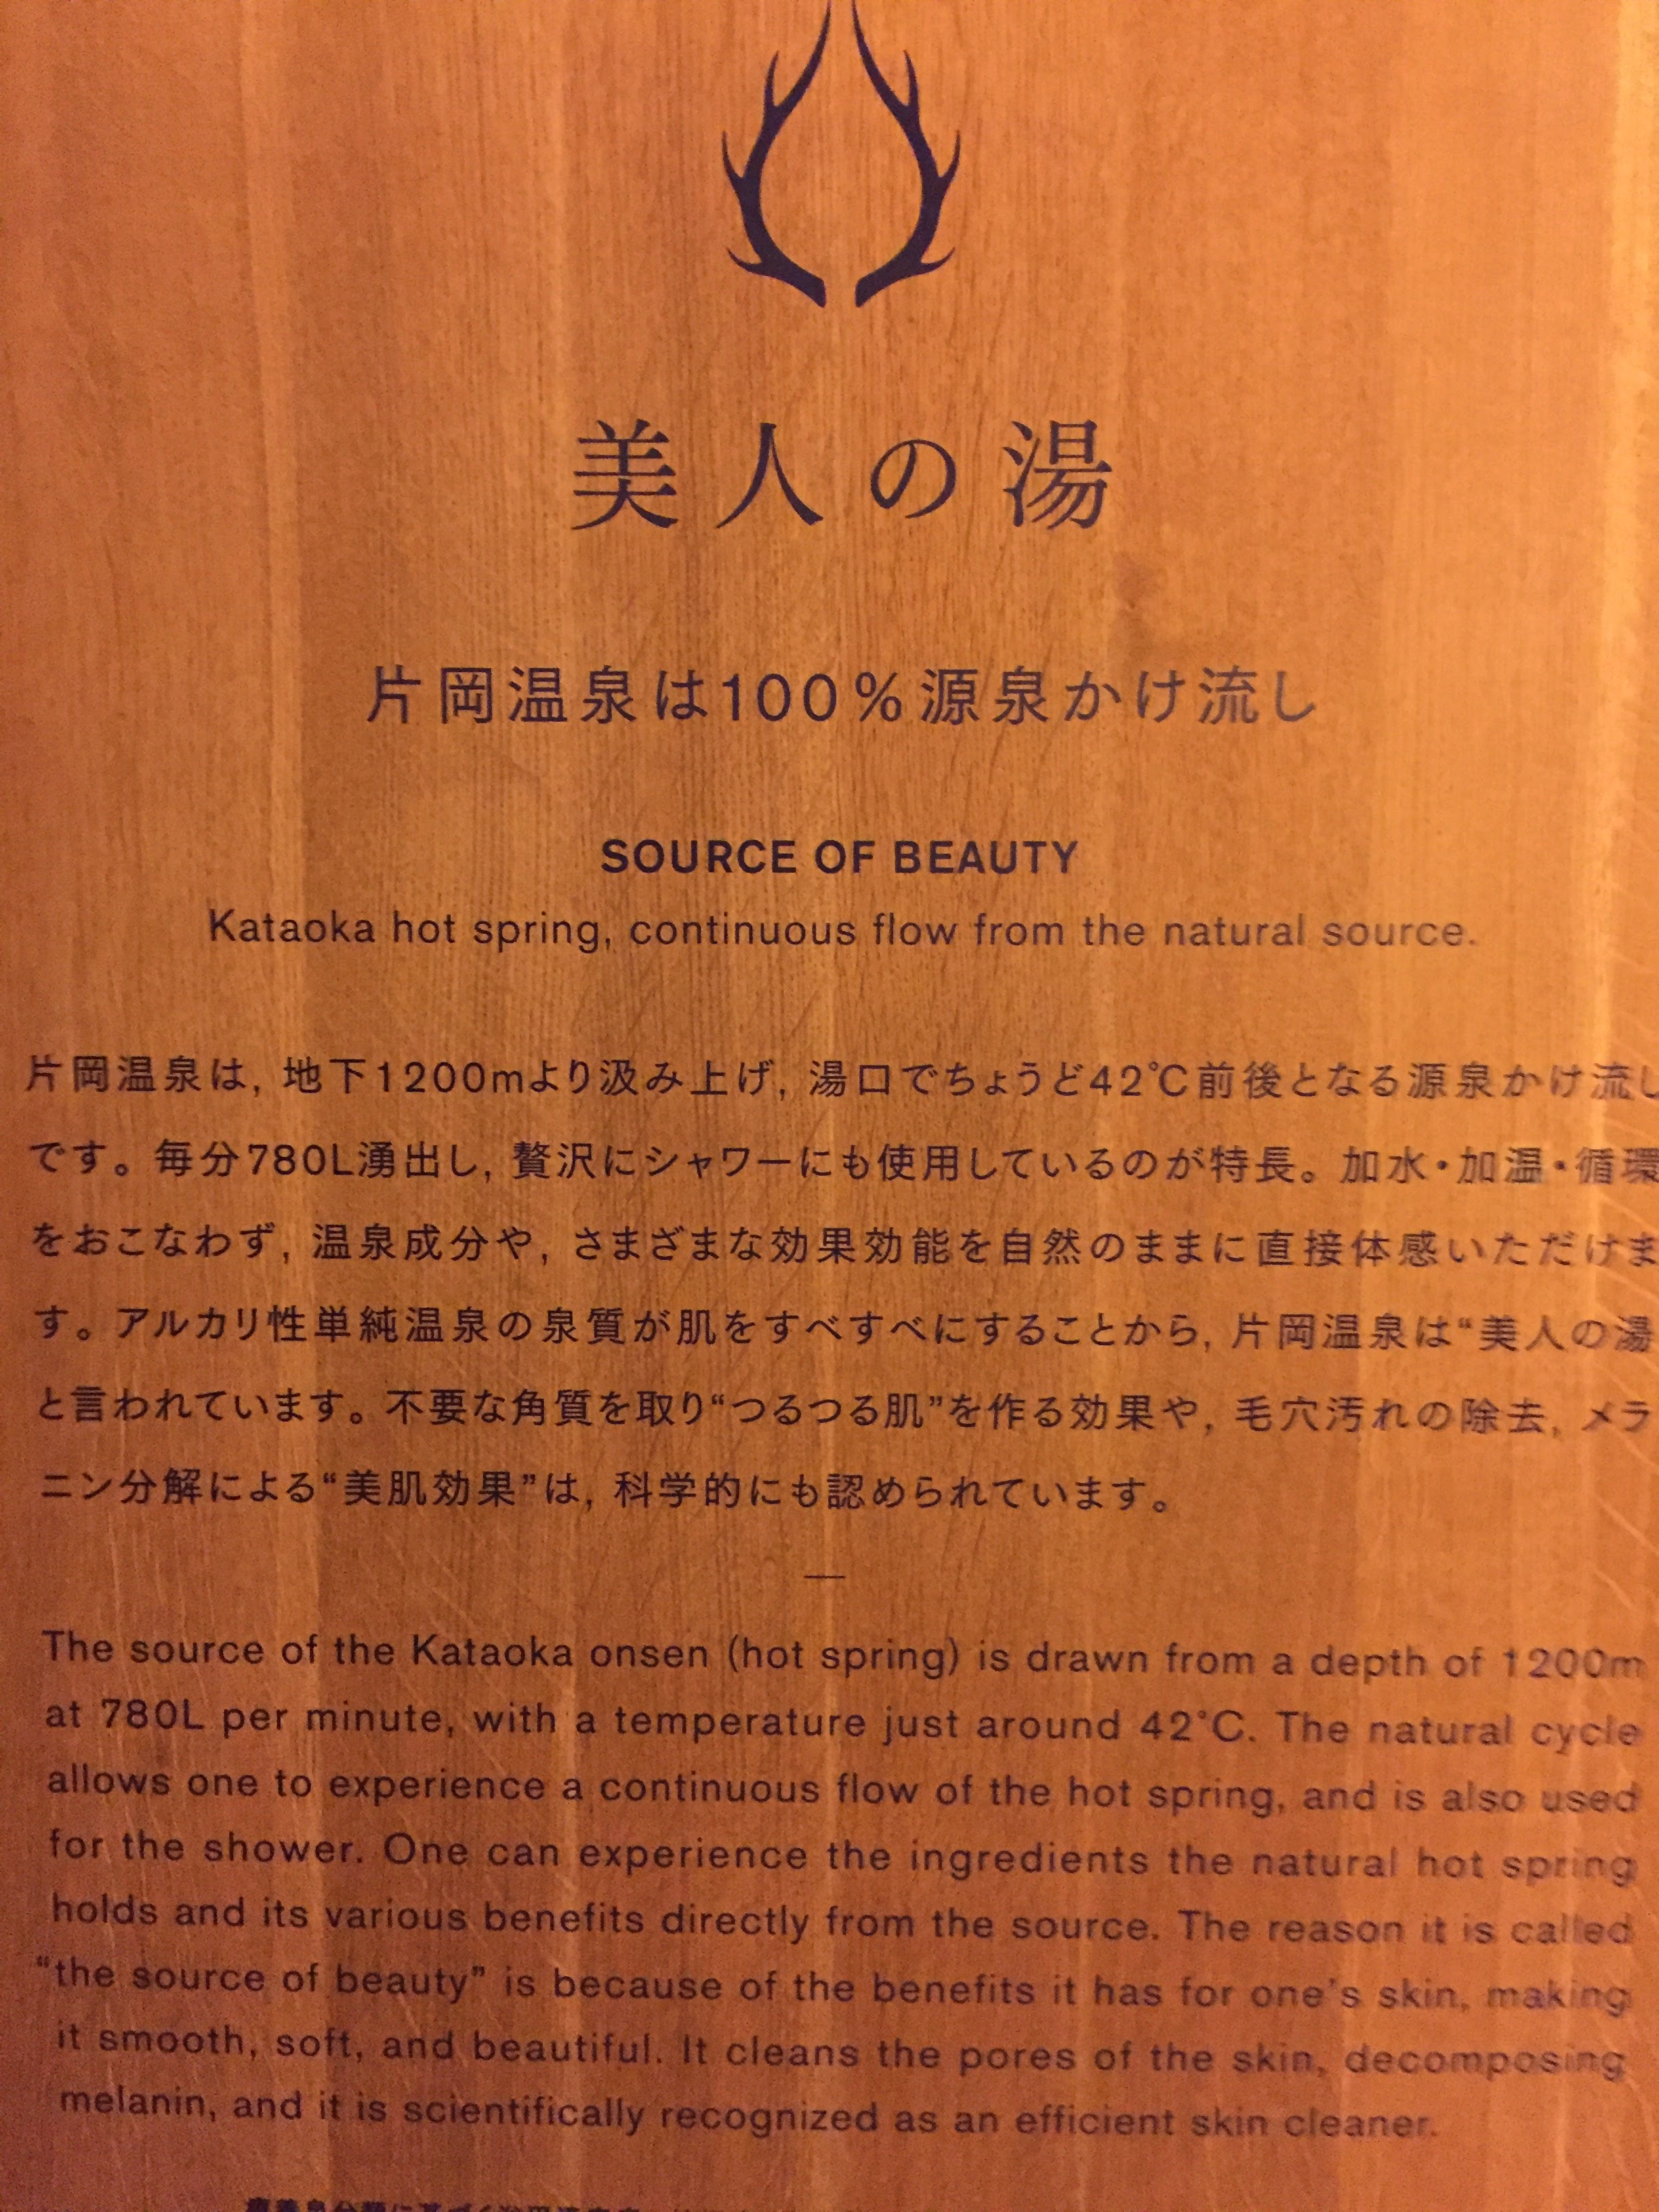 美人の湯
片岡温泉は100%源泉かけ流し
SOURCE OF BEAUTY
Kataoka hot spring, continuous flow from the natural source.
片岡温泉は, 地下1200mより汲み上げ, 湯口でちょうど42℃前後となる源泉かけ流し
です。毎分780L湧出し, 贅沢にシャワーにも使用しているのが特長。加水・加温・循環
をおこなわず, 温泉成分や, さまざまな効果効能を自然のままに直接体感いただけま
す。アルカリ性単純温泉の泉質が肌をすべすべにすることから, 片岡温泉は“美人の湯
と言われています。不要な角質を取り“つるつる肌”を作る効果や, 毛穴汚れの除去, メラ
ニン分解による“美肌効果”は, 科学的にも認められています。
—
The source of the Kataoka onsen (hot spring) is drawn from a depth of 1200m
at 780L per minute, with a temperature just around 42°C. The natural cycle
allows one to experience a continuous flow of the hot spring, and is also used
for the shower. One can experience the ingredients the natural hot spring
holds and its various benefits directly from the source. The reason it is called
“the source of beauty” is because of the benefits it has for one's skin, making
it smooth, soft, and beautiful. It cleans the pores of the skin, decomposing
melanin, and it is scientifically recognized as an efficient skin cleaner.